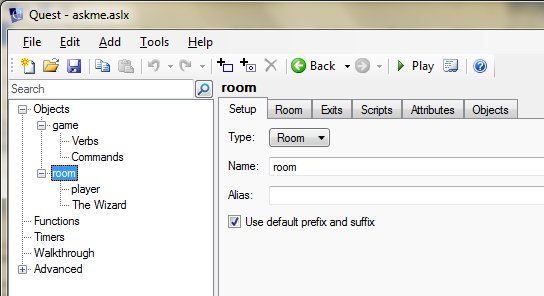 Quest - askme.aslx
File Edit Add Tools Help
Back Play
Search
room
Setup Room Exits Scripts Attributes Objects
Objects
game
Verbs
Commands
room
player
The Wizard
Functions
Timers
Walkthrough
Advanced
Type: Room
Name: room
Alias:
Use default prefix and suffix